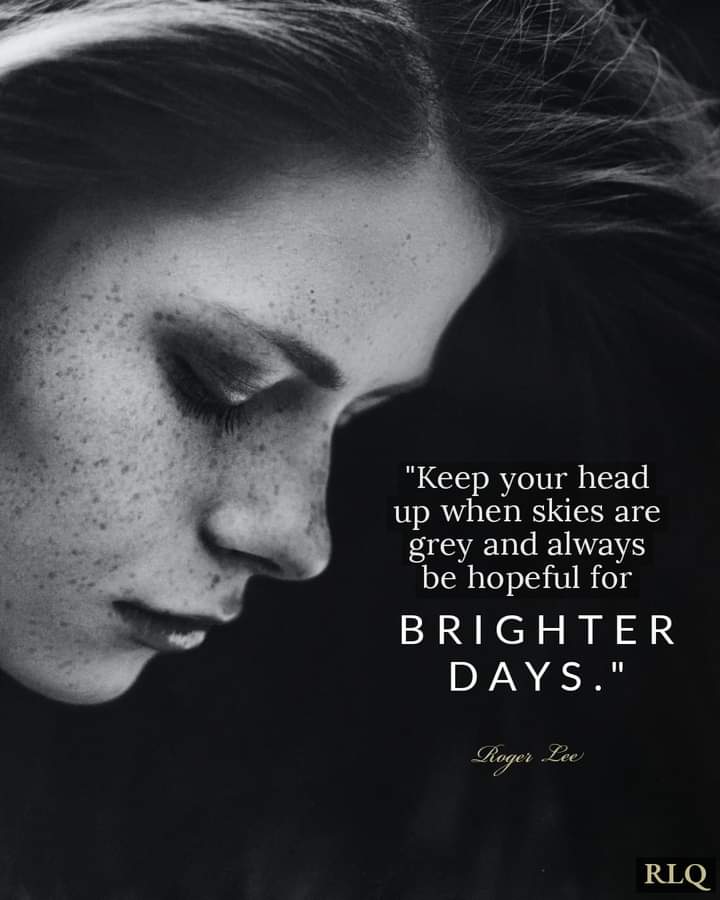 "Keep your head
up when skies are
grey and always
be hopeful for
BRIGHTER
DAYS."
Roger Lee
RLQ